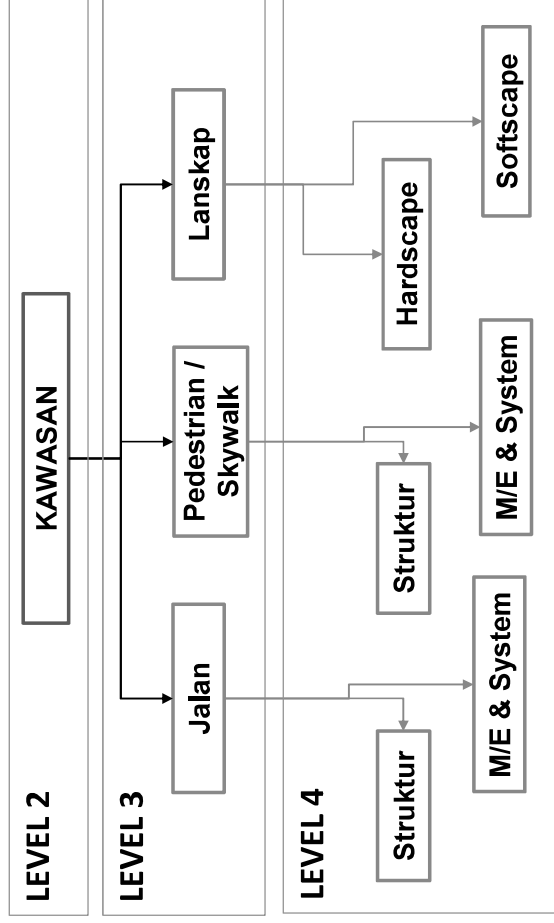 LEVEL 2
KAWASAN
LEVEL 3
Jalan
Pedestrian /
Skywalk
Lanskap
LEVEL 4
Struktur
M/E & System
Struktur
M/E & System
Hardscape
Softscape